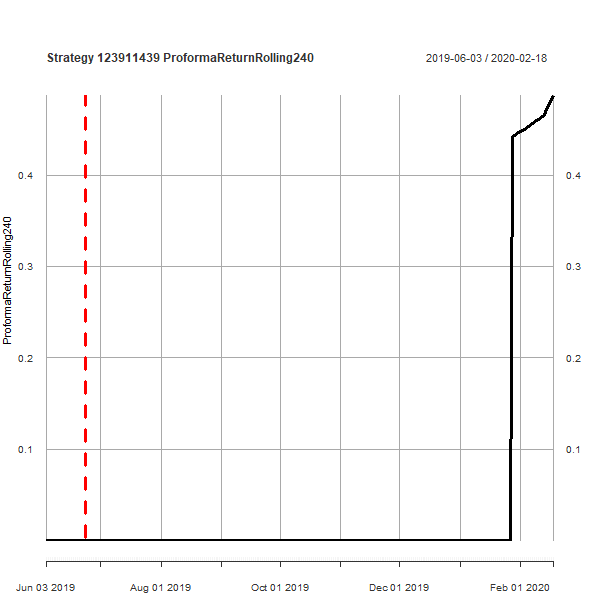 Strategy 123911439 ProformaReturnRolling240
2019-06-03 / 2020-02-18
ProformaReturnRolling240
0.4
0.4
0.3
0.3
0.2
0.2
0.1
0.1
Jun 03 2019
Aug 01 2019
Oct 01 2019
Dec 01 2019
Feb 01 2020